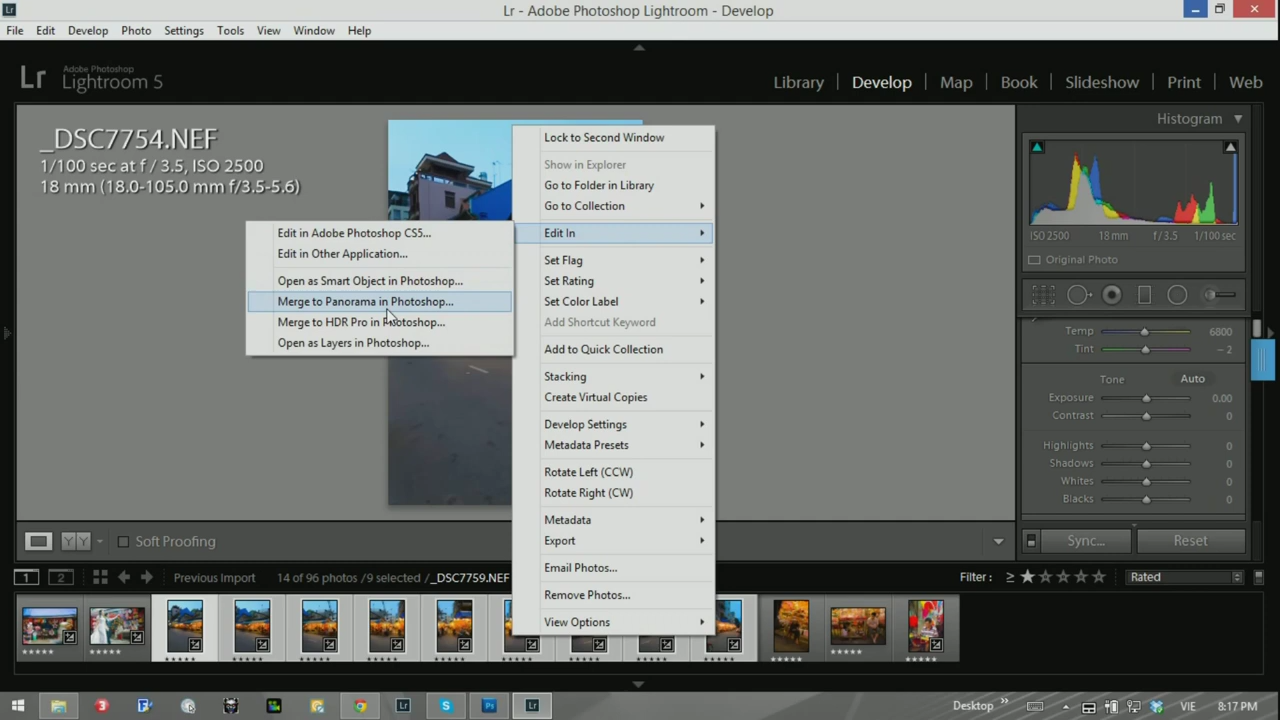 Lr
Lr - Adobe Photoshop Lightroom - Develop
File Edit Develop Photo Settings Tools View Window Help
Lr
Adobe Photoshop
Lightroom 5
Library Develop Map Book Slideshow Print Web
_DSC7754.NEF
1/100 sec at f / 3.5, ISO 2500
18 mm (18.0-105.0 mm f/3.5-5.6)
Lock to Second Window
Show in Explorer
Go to Folder in Library
Go to Collection
Edit In
Set Flag
Set Rating
Set Color Label
Add Shortcut Keyword
Add to Quick Collection
Stacking
Create Virtual Copies
Develop Settings
Metadata Presets
Rotate Left (CCW)
Rotate Right (CW)
Metadata
Export
Email Photos...
Remove Photos...
View Options
Edit in Adobe Photoshop CS5...
Edit in Other Application...
Open as Smart Object in Photoshop...
Merge to Panorama in Photoshop...
Merge to HDR Pro in Photoshop...
Open as Layers in Photoshop...
Histogram
ISO 2500 18 mm f / 3.5 1/100 sec
Original Photo
Temp 6800
Tint - 2
Tone Auto
Exposure 0.00
Contrast 0
Highlights 0
Shadows 0
Whites 0
Blacks 0
Sync... Reset
YY Soft Proofing
1 2 Previous Import 14 of 96 photos /9 selected /_DSC7759.NEF
Filter : ≥ ★★★★★ Rated
3 Lr S Ps Lr
Desktop » VIE 8:17 PM